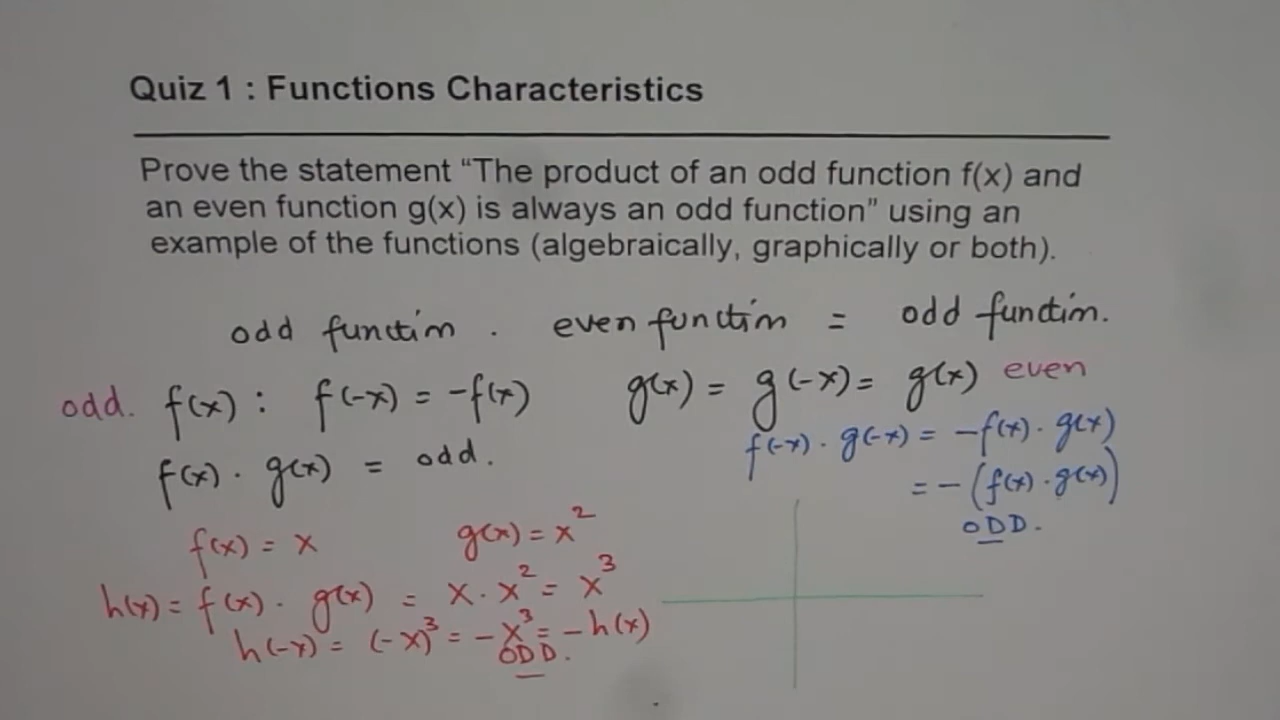 Quiz 1 : Functions Characteristics
Prove the statement “The product of an odd function f(x) and
an even function g(x) is always an odd function” using an
example of the functions (algebraically, graphically or both).
odd function . even function = odd function.
odd. f(x) : f(-x) = -f(x) g(x) = g(-x) = g(x) even
f(x) . g(x) = odd.
f(-x) . g(-x) = -f(x) . g(x)
= - (f(x) . g(x))
ODD.
f(x) = x g(x) = x²
h(x) = f(x) . g(x) = x . x² = x³
h(-x) = (-x)³ = -x³ = -h(x)
ODD.